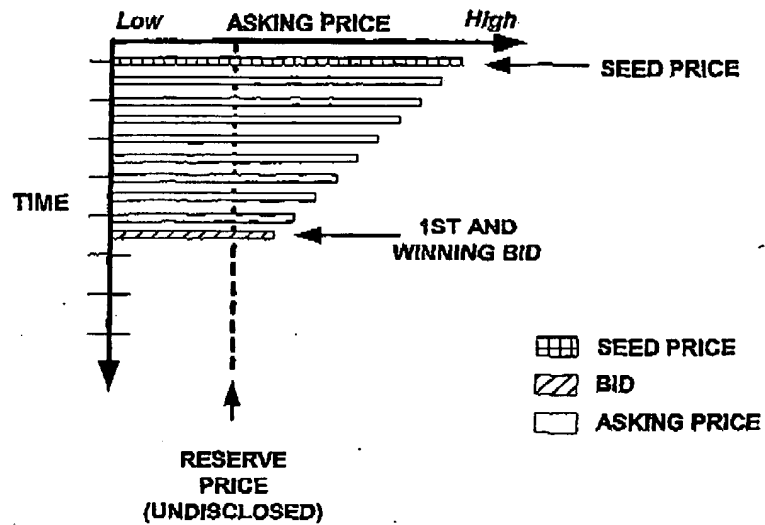 Low ASKING PRICE High
SEED PRICE
TIME
1ST AND
WINNING BID
SEED PRICE
BID
ASKING PRICE
RESERVE
PRICE
(UNDISCLOSED)